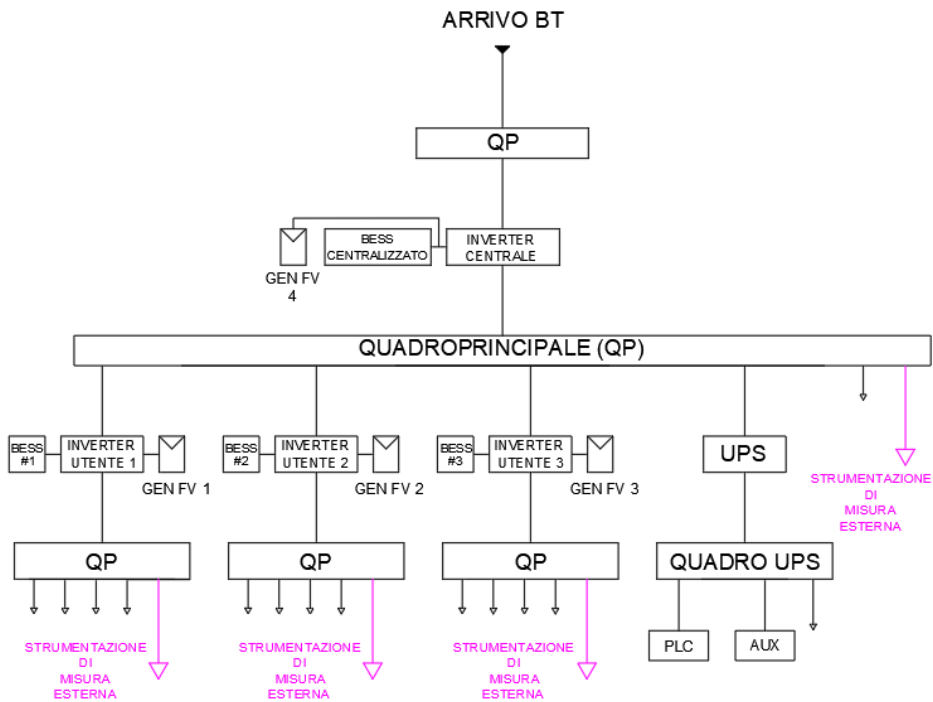 ARRIVO BT
QP
BESS
CENTRALIZZATO
INVERTER
CENTRALE
GEN FV
4
QUADROPRINCIPALE (QP)
BESS
#1
INVERTER
UTENTE 1
GEN FV 1
BESS
#2
INVERTER
UTENTE 2
GEN FV 2
BESS
#3
INVERTER
UTENTE 3
GEN FV 3
UPS
STRUMENTAZIONE
DI
MISURA
ESTERNA
QP
QP
QP
QUADRO UPS
STRUMENTAZIONE
DI
MISURA
ESTERNA
STRUMENTAZIONE
DI
MISURA
ESTERNA
STRUMENTAZIONE
DI
MISURA
ESTERNA
PLC
AUX